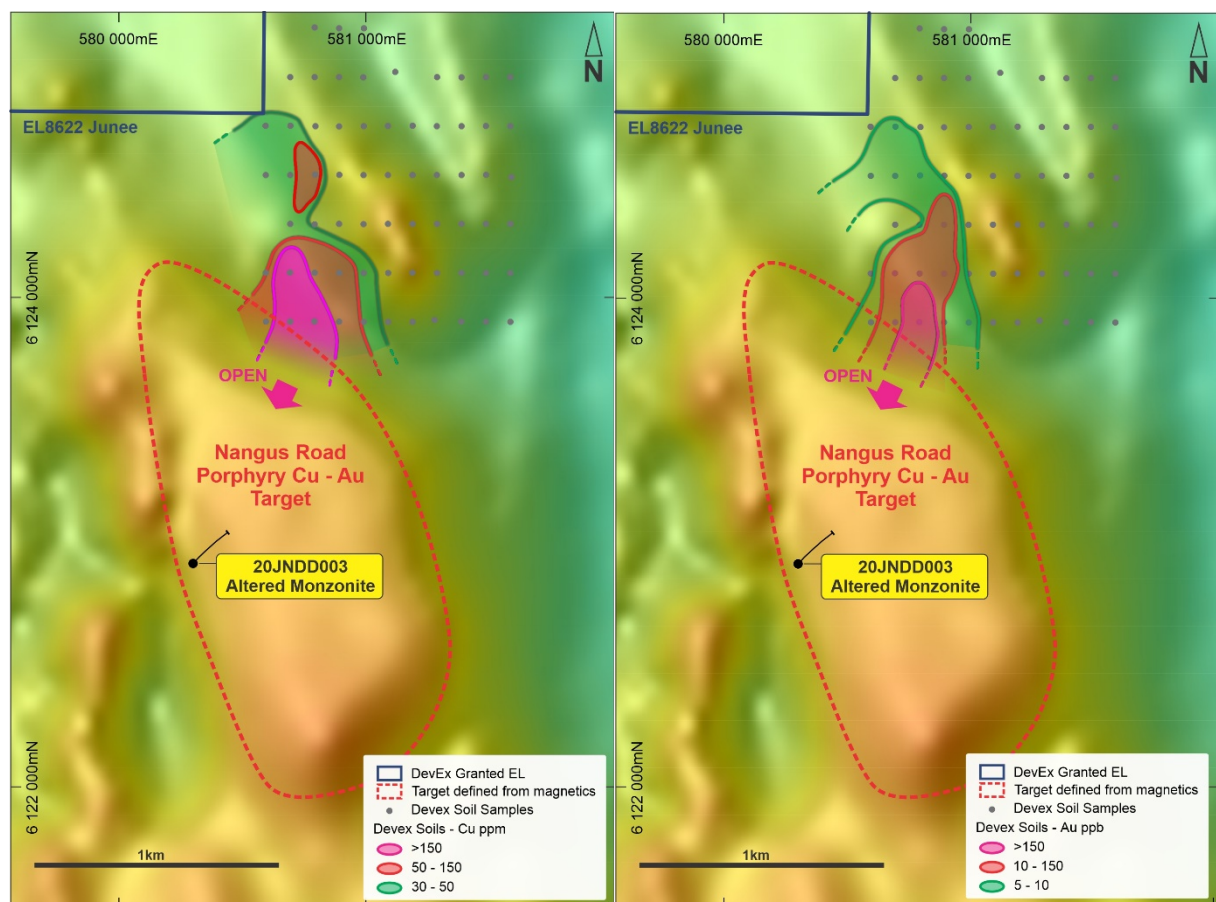 580 000mE
581 000mE
N
EL8622 Junee
6 124 000mN
OPEN
Nangus Road
Porphyry Cu - Au
Target
20JNDD003
Altered Monzonite
6 122 000mN
1km
DevEx Granted EL
Target defined from magnetics
Devex Soil Samples
Devex Soils - Cu ppm
>150
50 - 150
30 - 50
580 000mE
581 000mE
N
EL8622 Junee
6 124 000mN
OPEN
Nangus Road
Porphyry Cu - Au
Target
20JNDD003
Altered Monzonite
6 122 000mN
1km
DevEx Granted EL
Target defined from magnetics
Devex Soil Samples
Devex Soils - Au ppb
>150
10 - 150
5 - 10